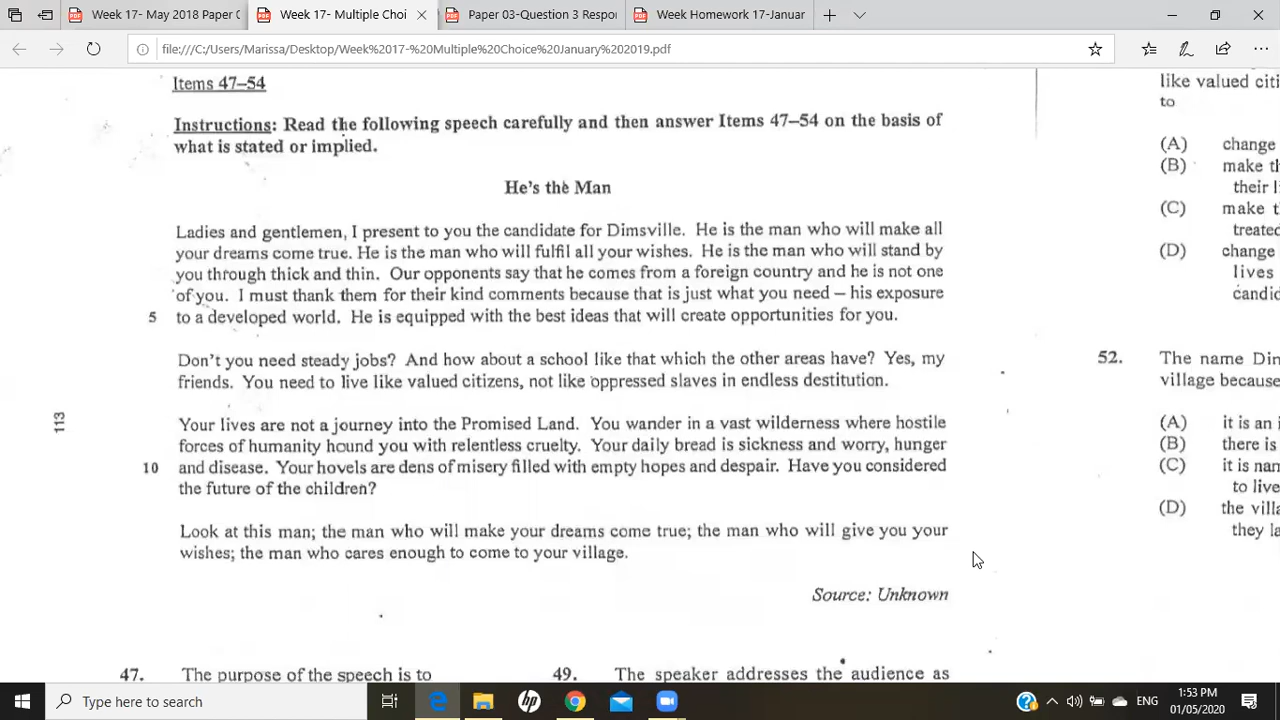 Week 17- May 2018 Paper 0
Week 17- Multiple Choi
Paper 03-Question 3 Respon
Week Homework 17-Januar
file:///C:/Users/Marissa/Desktop/Week%2017-%20Multiple%20Choice%20January%202019.pdf
Items 47–54
Instructions: Read the following speech carefully and then answer Items 47–54 on the basis of
what is stated or implied.
He's the Man
Ladies and gentlemen, I present to you the candidate for Dimsville. He is the man who will make all
your dreams come true. He is the man who will fulfil all your wishes. He is the man who will stand by
you through thick and thin. Our opponents say that he comes from a foreign country and he is not one
of you. I must thank them for their kind comments because that is just what you need – his exposure
5 to a developed world. He is equipped with the best ideas that will create opportunities for you.
Don't you need steady jobs? And how about a school like that which the other areas have? Yes, my
friends. You need to live like valued citizens, not like oppressed slaves in endless destitution.
Your lives are not a journey into the Promised Land. You wander in a vast wilderness where hostile
forces of humanity hound you with relentless cruelty. Your daily bread is sickness and worry, hunger
10 and disease. Your hovels are dens of misery filled with empty hopes and despair. Have you considered
the future of the children?
Look at this man; the man who will make your dreams come true; the man who will give you your
wishes; the man who cares enough to come to your village.
Source: Unknown
113
47. The purpose of the speech is to
49. The speaker addresses the audience as
like valued citi
to
(A) change
(B) make th
their li
(C) make t
treated
(D) change
lives
candid
52. The name Din
village because
(A) it is an i
(B) there is
(C) it is nan
to live
(D) the villa
they la
Type here to search
hp
ENG
1:53 PM
01/05/2020